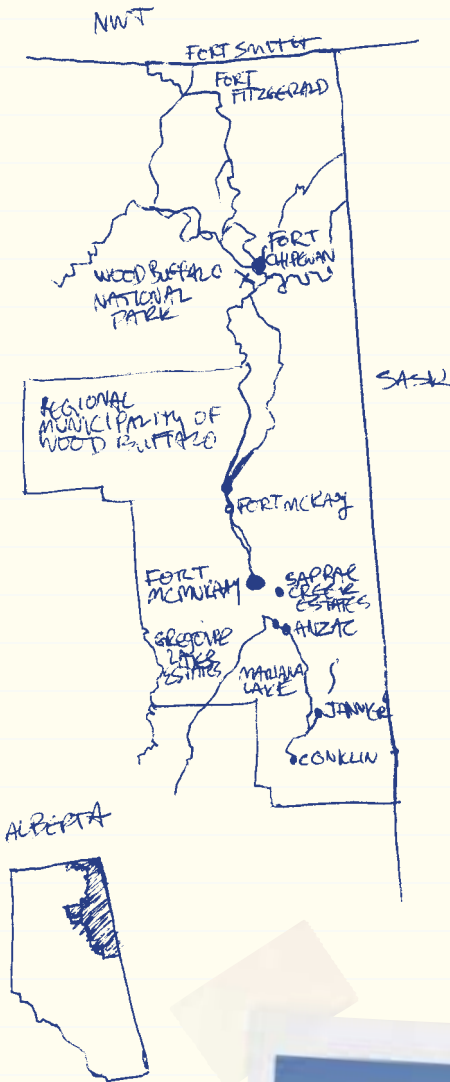 NWT
FORT SMITH
FORT
FITZGERALD
FORT
CHIPEWAN
WOOD BUFFALO
NATIONAL
PARK
SASK
REGIONAL
MUNICIPALITY OF
WOOD BUFFALO
FORT MCKAY
FORT
MCMURRAY
SAPRAE
CREEK
ESTATES
ANZAC
GREGOIRE
LAKE
ESTATES
MARIANA
LAKE
JANVIER
CONKLIN
ALBERTA